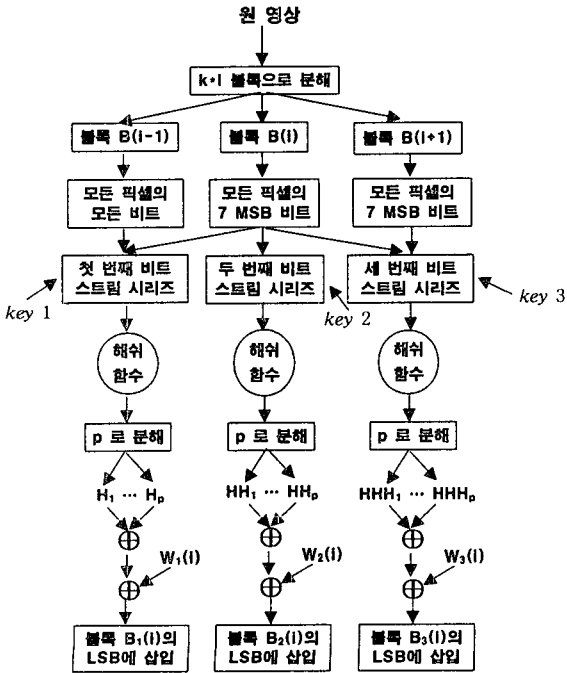 원 영상
k*l 블록으로 분해
블록 B(i-1)
블록 B(i)
블록 B(i+1)
모든 픽셀의
모든 비트
모든 픽셀의
7 MSB 비트
모든 픽셀의
7 MSB 비트
첫 번째 비트
스트림 시리즈
두 번째 비트
스트림 시리즈
세 번째 비트
스트림 시리즈
key 1
key 2
key 3
해쉬
함수
해쉬
함수
해쉬
함수
p 로 분해
p 로 분해
p 로 분해
H₁ ··· Hₚ
HH₁ ··· HHₚ
HHH₁ ··· HHHₚ
W₁(i)
W₂(i)
W₃(i)
블록 B₁(i)의
LSB에 삽입
블록 B₂(i)의
LSB에 삽입
블록 B₃(i)의
LSB에 삽입